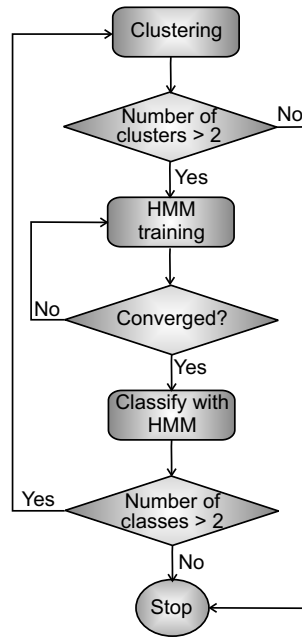 Clustering
Number of
clusters > 2
No
Yes
HMM
training
No
Converged?
Yes
Classify with
HMM
Yes
Number of
classes > 2
No
Stop